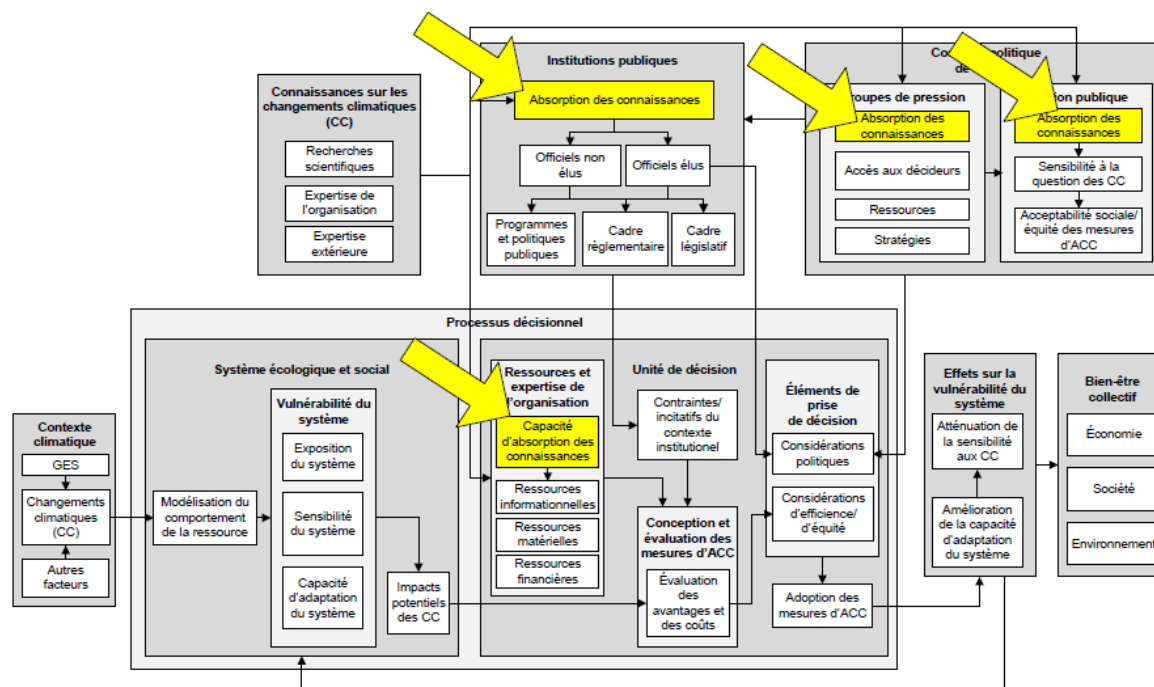 Connaissances sur les
changements climatiques
(CC)
Recherches
scientifiques
Expertise de
l'organisation
Expertise
extérieure
Institutions publiques
Absorption des connaissances
Officiels non
élus
Officiels élus
Programmes
et politiques
publiques
Cadre
règlementaire
Cadre
législatif
politique
de
roupes de pression
Absorption des
connaissances
Accès aux décideurs
Ressources
Stratégies
ion publique
Absorption des
connaissances
Sensibilité à la
question des CC
Acceptabilité sociale/
équité des mesures
d'ACC
Processus décisionnel
Contexte
climatique
GES
Changements
climatiques
(CC)
Autres
facteurs
Système écologique et social
Modélisation du
comportement
de la ressource
Vulnérabilité du
système
Exposition
du système
Sensibilité
du système
Capacité
d'adaptation
du système
Impacts
potentiels
des CC
Ressources et
expertise de
l'organisation
Capacité
d'absorption des
connaissances
Ressources
informationnelles
Ressources
matérielles
Ressources
financières
Unité de décision
Contraintes/
incitatifs du
contexte
institutionel
Conception et
évaluation des
mesures d'ACC
Évaluation
des
avantages et
des coûts
Éléments de
prise
de décision
Considérations
politiques
Considérations
d'efficience/
d'équité
Adoption des
mesures d'ACC
Effets sur la
vulnérabilité du
système
Atténuation de
la sensibilité
aux CC
Amélioration
de la capacité
d'adaptation
du système
Bien-être
collectif
Économie
Société
Environnement